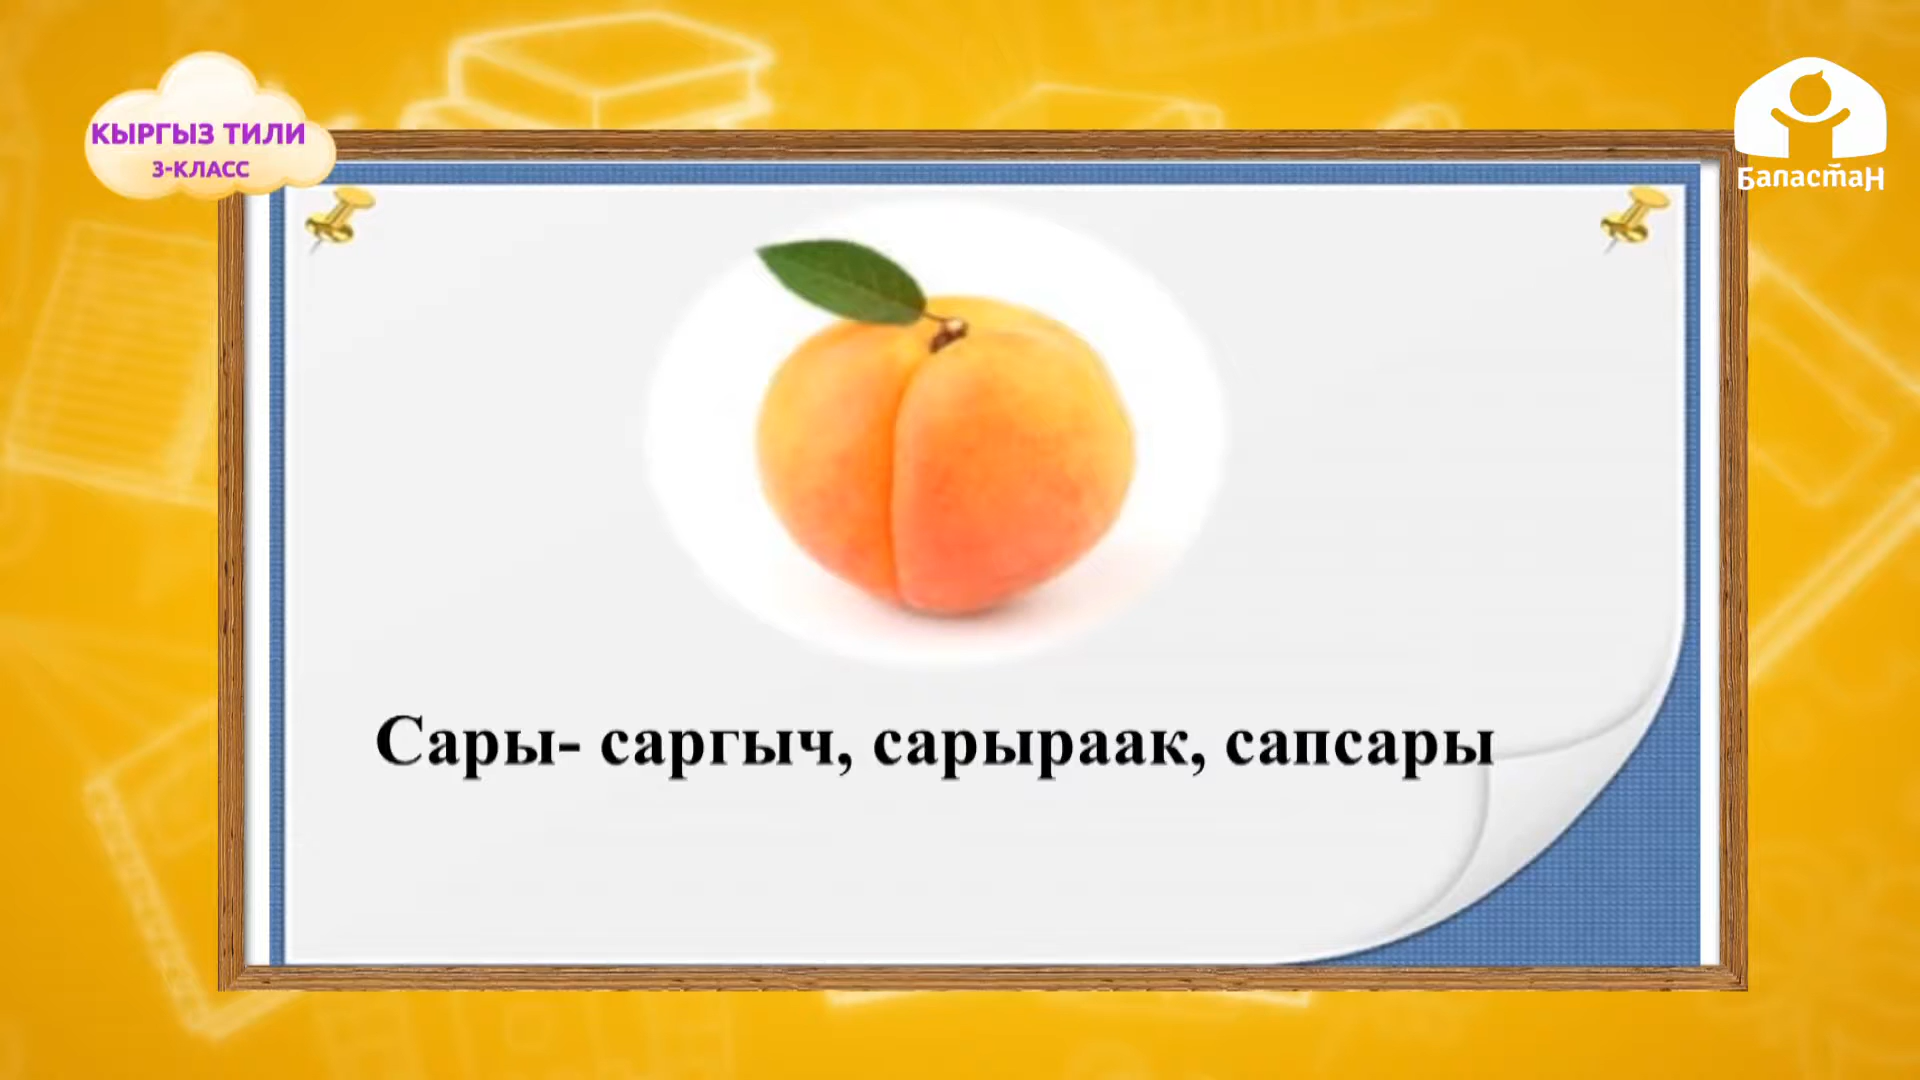 КЫРГЫЗ ТИЛИ
3-КЛАСС
Баластан
Сары- саргыч, сарыраак, сапсары